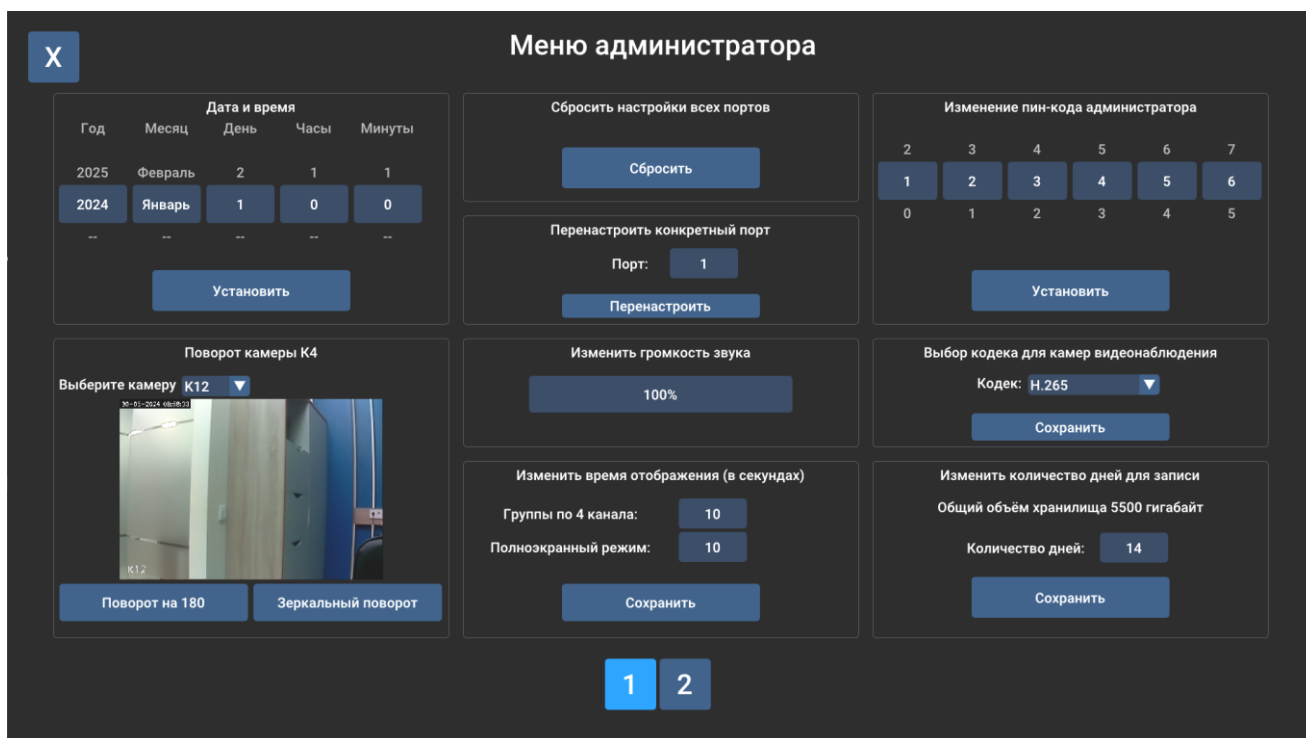 X
Меню администратора
Дата и время
Год Месяц День Часы Минуты
2025 Февраль 2 1 1
2024 Январь 1 0 0
-- -- -- -- --
Установить
Сбросить настройки всех портов
Сбросить
Перенастроить конкретный порт
Порт: 1
Перенастроить
Изменение пин-кода администратора
2 3 4 5 6 7
1 2 3 4 5 6
0 1 2 3 4 5
Установить
Поворот камеры К4
Выберите камеру K12
K12
Поворот на 180 Зеркальный поворот
Изменить громкость звука
100%
Выбор кодека для камер видеонаблюдения
Кодек: H.265
Сохранить
Изменить время отображения (в секундах)
Группы по 4 канала: 10
Полноэкранный режим: 10
Сохранить
Изменить количество дней для записи
Общий объём хранилища 5500 гигабайт
Количество дней: 14
Сохранить
1 2